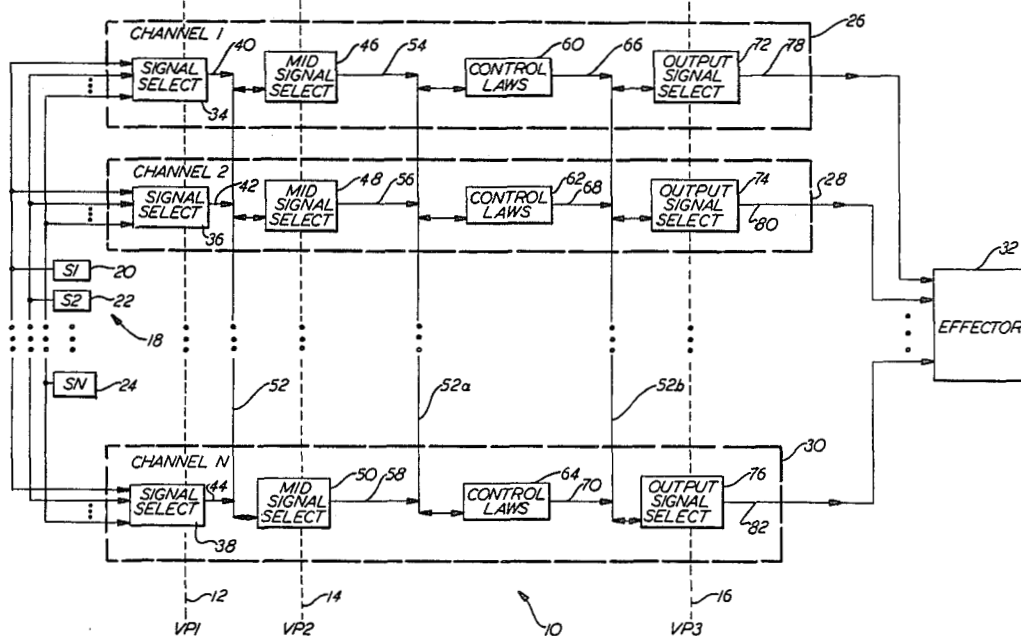 CHANNEL 1
SIGNAL
SELECT
34
40
MID
SIGNAL
SELECT
46
54
CONTROL
LAWS
60
66
OUTPUT
SIGNAL
SELECT
72
78
26
CHANNEL 2
SIGNAL
SELECT
36
42
MID
SIGNAL
SELECT
48
56
CONTROL
LAWS
62
68
OUTPUT
SIGNAL
SELECT
74
80
28
S1
20
S2
22
18
SN
24
32
EFFECTOR
52
52a
52b
CHANNEL N
SIGNAL
SELECT
38
44
MID
SIGNAL
SELECT
50
58
CONTROL
LAWS
64
70
OUTPUT
SIGNAL
SELECT
76
82
30
12
14
10
16
VP1
VP2
VP3